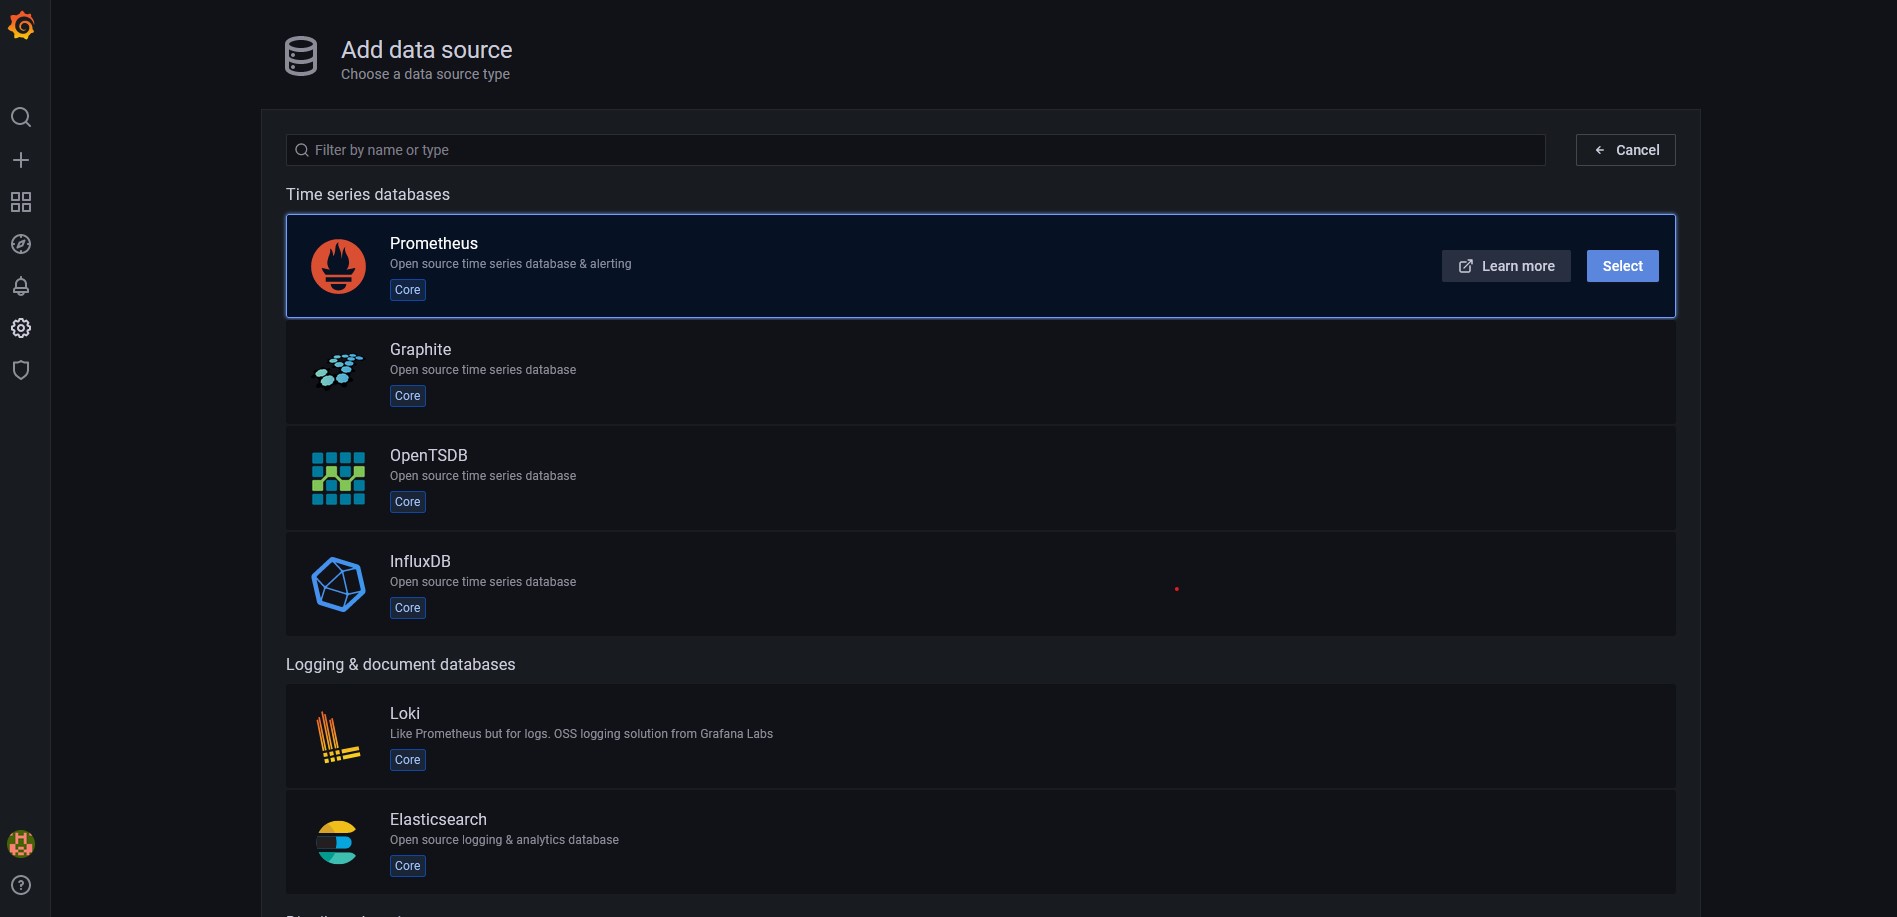 Add data source
Choose a data source type
Filter by name or type
Cancel
Time series databases
Prometheus
Open source time series database & alerting
Core
Learn more
Select
Graphite
Open source time series database
Core
OpenTSDB
Open source time series database
Core
InfluxDB
Open source time series database
Core
Logging & document databases
Loki
Like Prometheus but for logs. OSS logging solution from Grafana Labs
Core
Elasticsearch
Open source logging & analytics database
Core